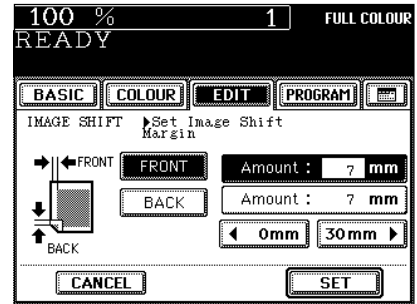 100 % 1 FULL COLOUR
READY
BASIC COLOUR EDIT PROGRAM
IMAGE SHIFT ▶Set Image Shift
Margin
FRONT FRONT Amount : 7 mm
BACK Amount : 7 mm
◀ 0mm 30mm ▶
BACK
CANCEL SET